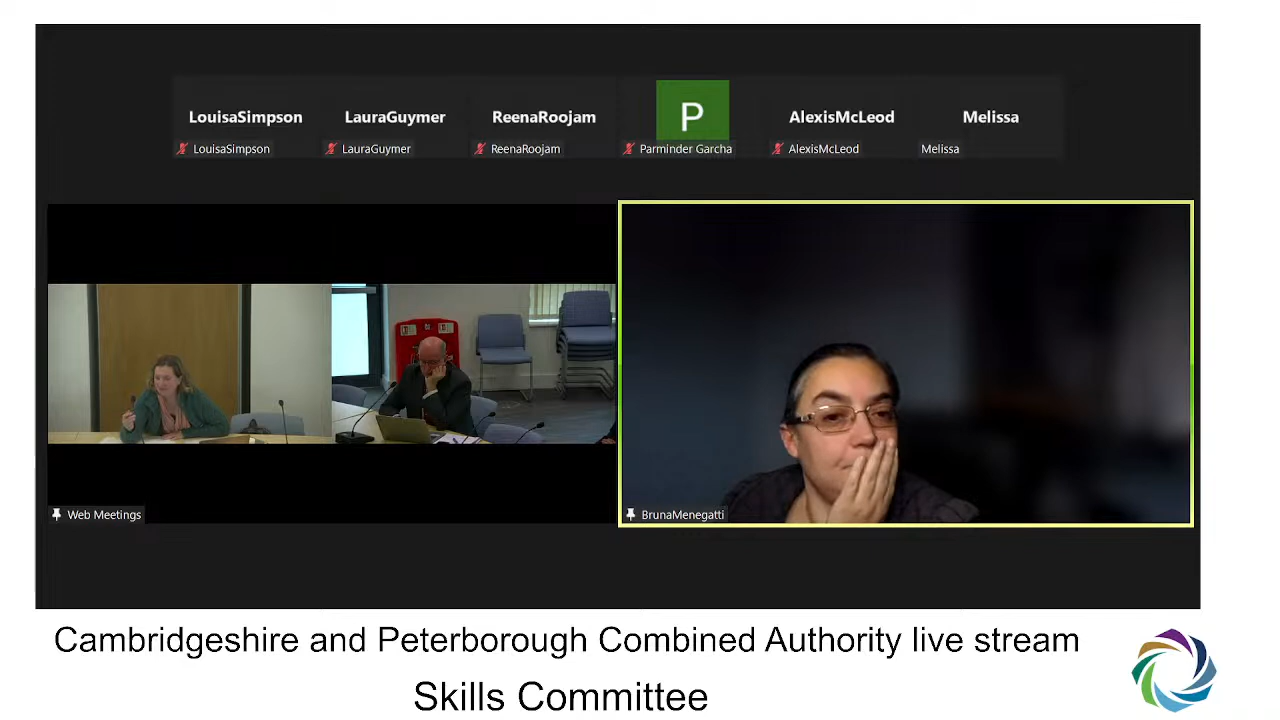 LouisaSimpson LauraGuymer ReenaRoojam P AlexisMcLeod Melissa
LouisaSimpson LauraGuymer ReenaRoojam Parminder Garcha AlexisMcLeod Melissa
Web Meetings BrunaMenegatti
Cambridgeshire and Peterborough Combined Authority live stream
Skills Committee